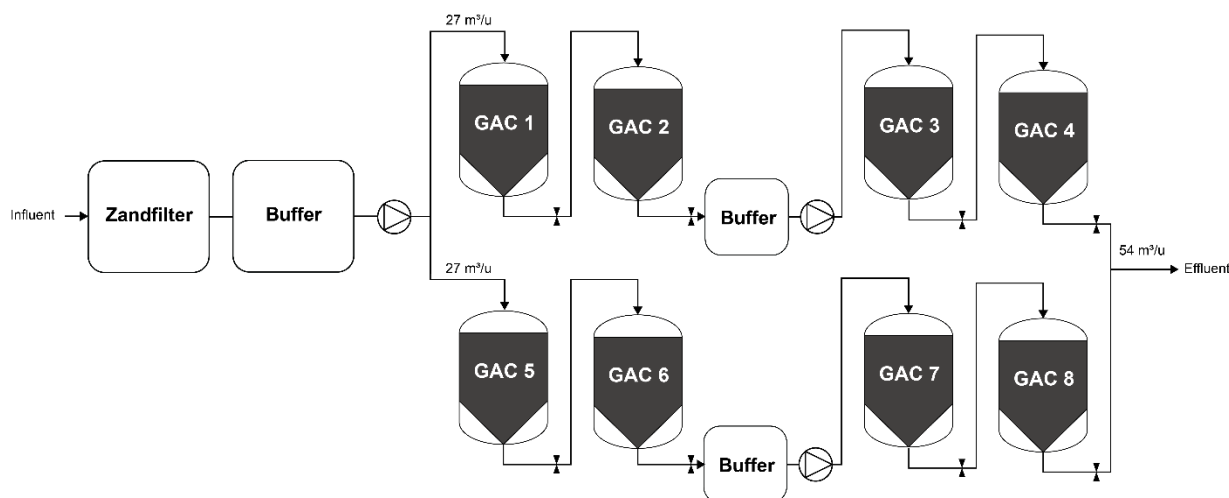 27 m³/u
GAC 1
GAC 2
GAC 3
GAC 4
Influent
Zandfilter
Buffer
Buffer
27 m³/u
54 m³/u
Effluent
GAC 5
GAC 6
GAC 7
GAC 8
Buffer